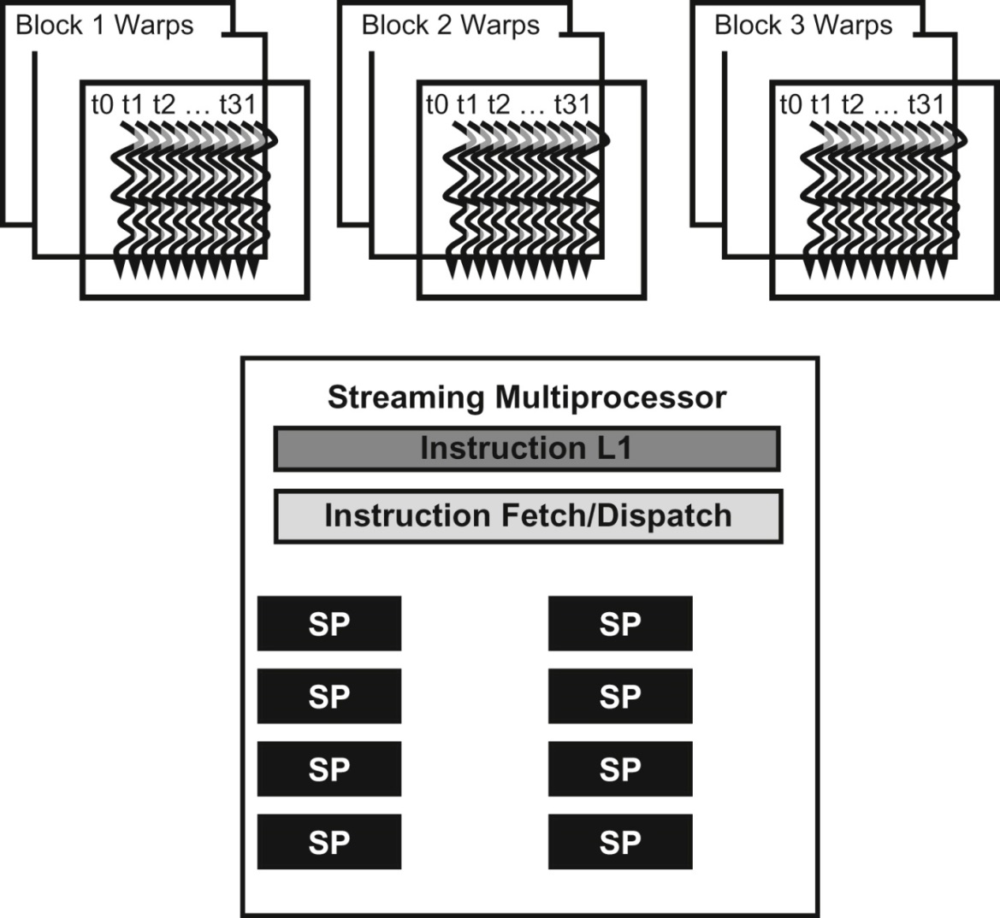 Block 1 Warps
Block 2 Warps
Block 3 Warps
t0 t1 t2 … t31
t0 t1 t2 … t31
t0 t1 t2 … t31
Streaming Multiprocessor
Instruction L1
Instruction Fetch/Dispatch
SP
SP
SP
SP
SP
SP
SP
SP